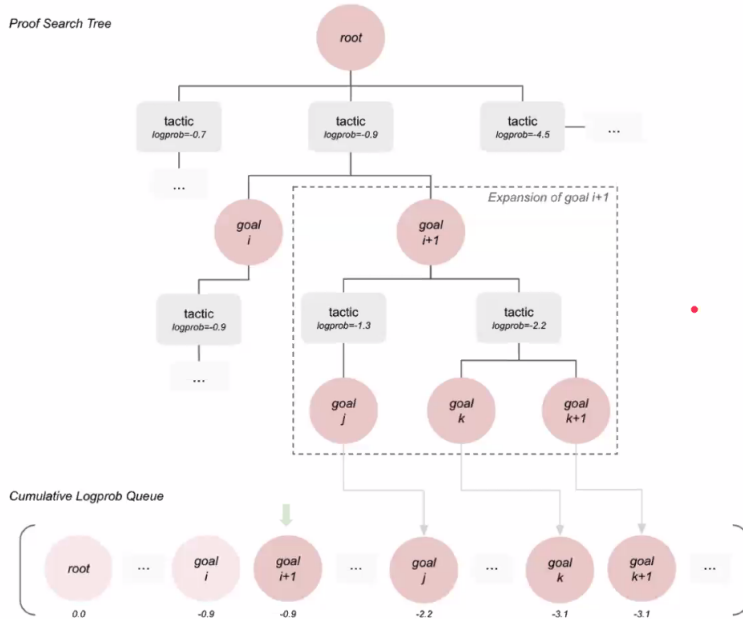 Proof Search Tree
root
tactic
logprob=-0.7
tactic
logprob=-0.9
tactic
logprob=-4.5
...
...
Expansion of goal i+1
goal
i
goal
i+1
tactic
logprob=-0.9
tactic
logprob=-1.3
tactic
logprob=-2.2
...
goal
j
goal
k
goal
k+1
Cumulative Logprob Queue
root
...
goal
i
goal
i+1
...
goal
j
...
goal
k
goal
k+1
...
0.0
-0.9
-0.9
-2.2
-3.1
-3.1